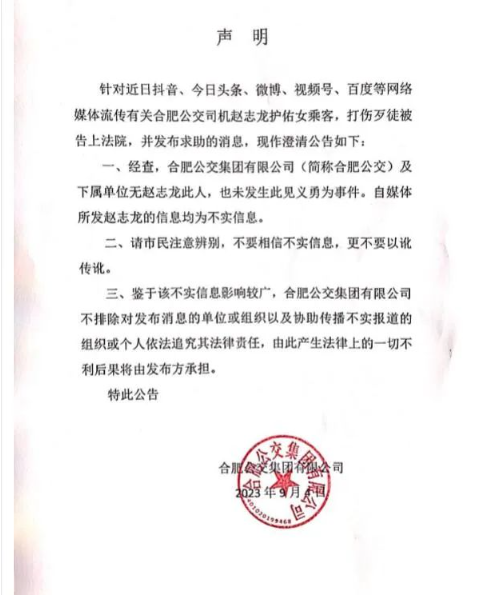 声 明
针对近日抖音、今日头条、微博、视频号、百度等网络
媒体流传有关合肥公交司机赵志龙护佑女乘客，打伤歹徒被
告上法院，并发布求助的消息，现作澄清公告如下：
一、经查，合肥公交集团有限公司（简称合肥公交）及
下属单位无赵志龙此人，也未发生此见义勇为事件。自媒体
所发赵志龙的信息均为不实信息。
二、请市民注意辨别，不要相信不实信息，更不要以讹
传讹。
三、鉴于该不实信息影响较广，合肥公交集团有限公司
不排除对发布消息的单位或组织以及协助传播不实报道的
组织或个人依法追究其法律责任，由此产生法律上的一切不
利后果将由发布方承担。
特此公告
合肥公交集团有限公司
2023 年 9 月 4 日
合肥公交集团有限公司